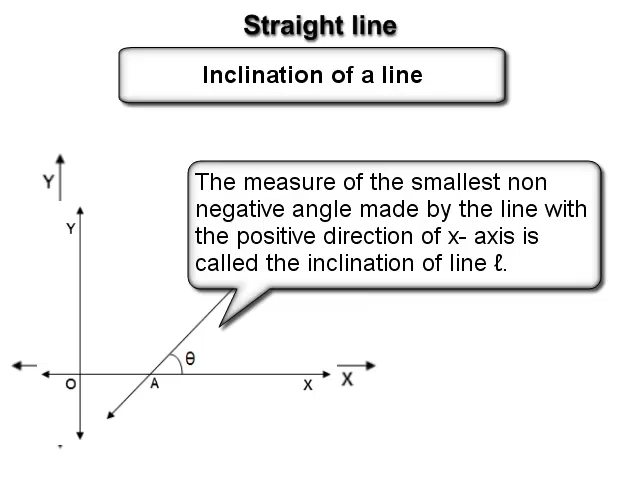 Straight line
Inclination of a line
The measure of the smallest non
negative angle made by the line with
the positive direction of x- axis is
called the inclination of line ℓ.
Y
Y
θ
O
A
X
X